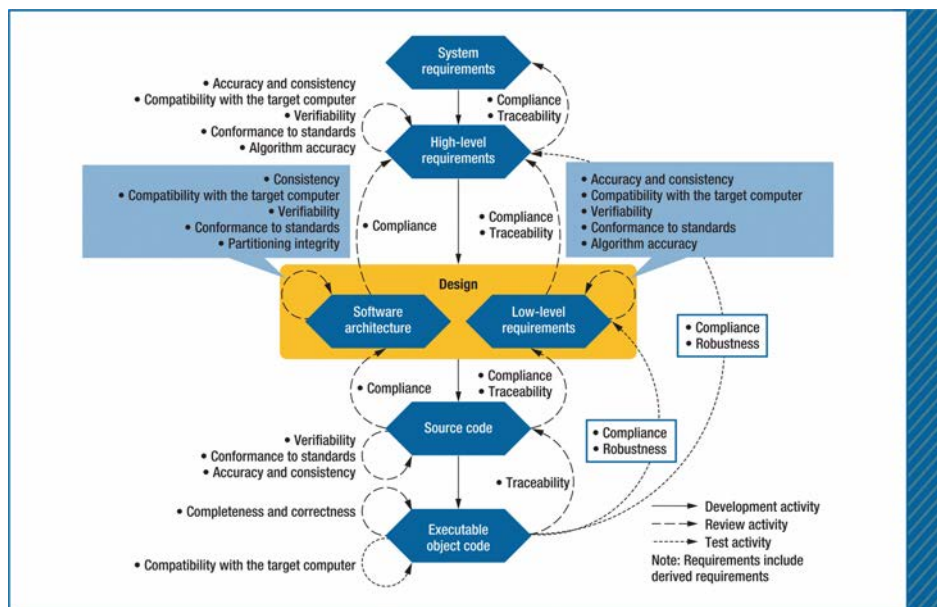 System
requirements
• Accuracy and consistency
• Compatibility with the target computer
• Verifiability
• Conformance to standards
• Algorithm accuracy
• Compliance
• Traceability
High-level
requirements
• Consistency
• Compatibility with the target computer
• Verifiability
• Conformance to standards
• Partitioning integrity
• Compliance
• Compliance
• Traceability
• Accuracy and consistency
• Compatibility with the target computer
• Verifiability
• Conformance to standards
• Algorithm accuracy
Design
Software
architecture
Low-level
requirements
• Compliance
• Robustness
• Compliance
• Compliance
• Traceability
Source code
• Compliance
• Robustness
• Verifiability
• Conformance to standards
• Accuracy and consistency
• Traceability
• Completeness and correctness
Executable
object code
• Compatibility with the target computer
Development activity
Review activity
Test activity
Note: Requirements include
derived requirements